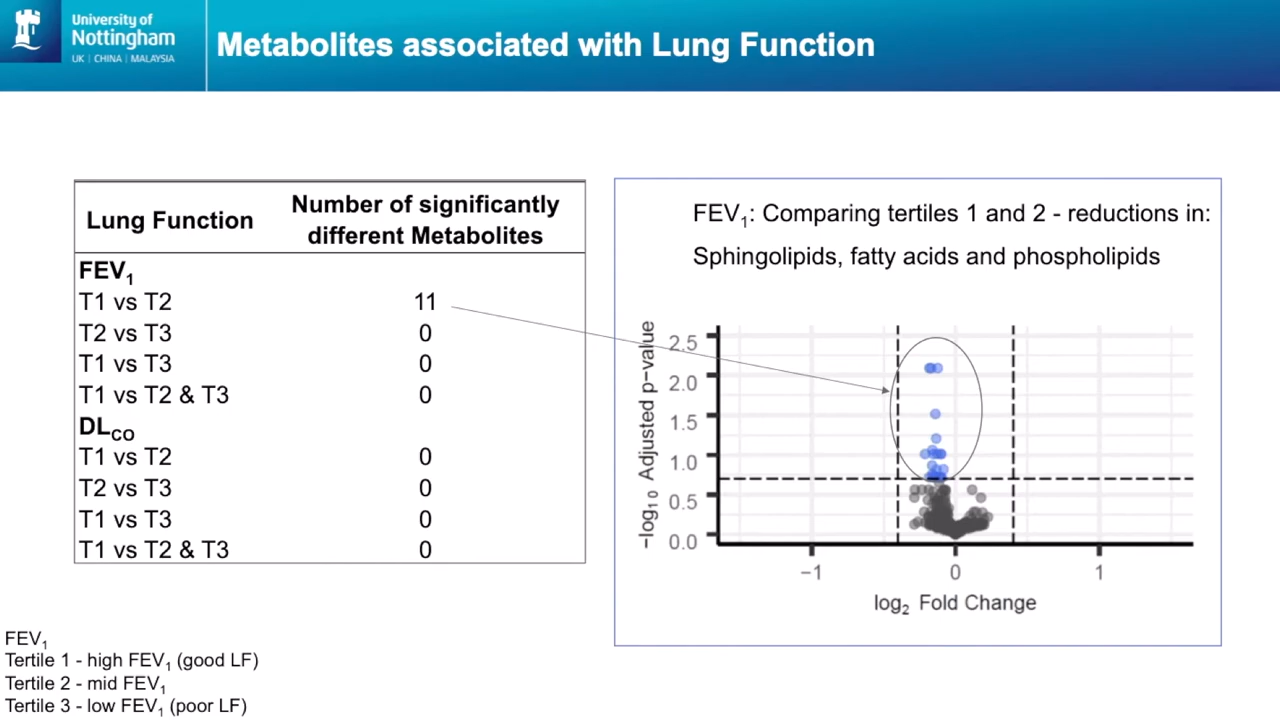 University of
Nottingham
UK | CHINA | MALAYSIA
Metabolites associated with Lung Function
Lung Function
Number of significantly
different Metabolites
FEV₁
T1 vs T2 11
T2 vs T3 0
T1 vs T3 0
T1 vs T2 & T3 0
DL_CO
T1 vs T2 0
T2 vs T3 0
T1 vs T3 0
T1 vs T2 & T3 0
FEV₁: Comparing tertiles 1 and 2 - reductions in:
Sphingolipids, fatty acids and phospholipids
−log₁₀ Adjusted p−value
2.5
2.0
1.5
1.0
0.5
0.0
−1 0 1
log₂ Fold Change
FEV₁
Tertile 1 - high FEV₁ (good LF)
Tertile 2 - mid FEV₁
Tertile 3 - low FEV₁ (poor LF)